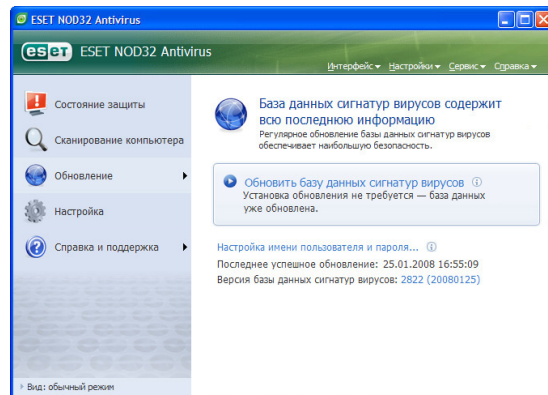 ESET NOD32 Antivirus
eset ESET NOD32 Antivirus
Интерфейс Настройки Сервис Справка
Состояние защиты
Сканирование компьютера
Обновление
Настройка
Справка и поддержка
Вид: обычный режим
База данных сигнатур вирусов содержит
всю последнюю информацию
Регулярное обновление базы данных сигнатур вирусов
обеспечивает наибольшую безопасность.
Обновить базу данных сигнатур вирусов
Установка обновления не требуется — база данных
уже обновлена.
Настройка имени пользователя и пароля...
Последнее успешное обновление: 25.01.2008 16:55:09
Версия базы данных сигнатур вирусов: 2822 (20080125)